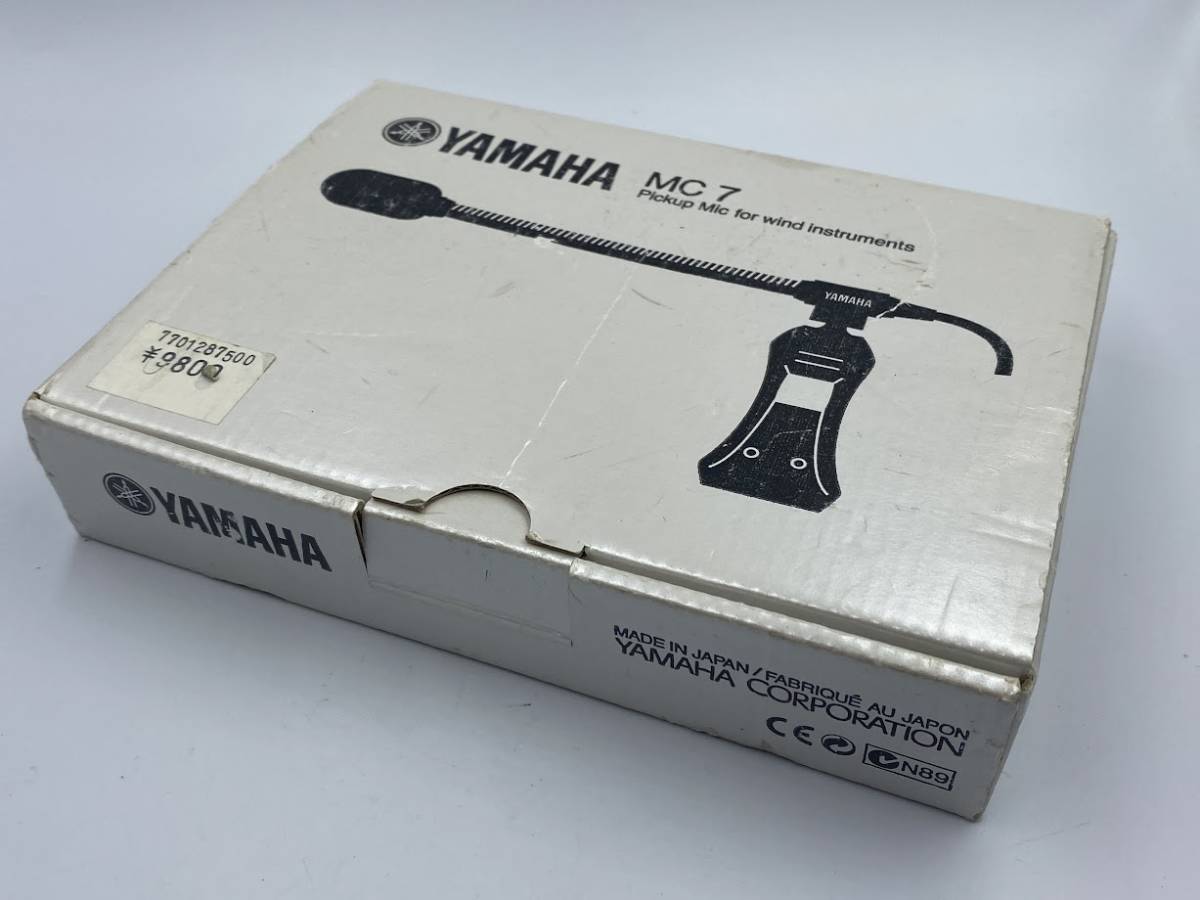 YAMAHA
MC 7
Pickup Mic for wind instruments
YAMAHA
7701287500
¥9800
YAMAHA
MADE IN JAPAN/FABRIQUÉ AU JAPON
YAMAHA CORPORATION
CE N89